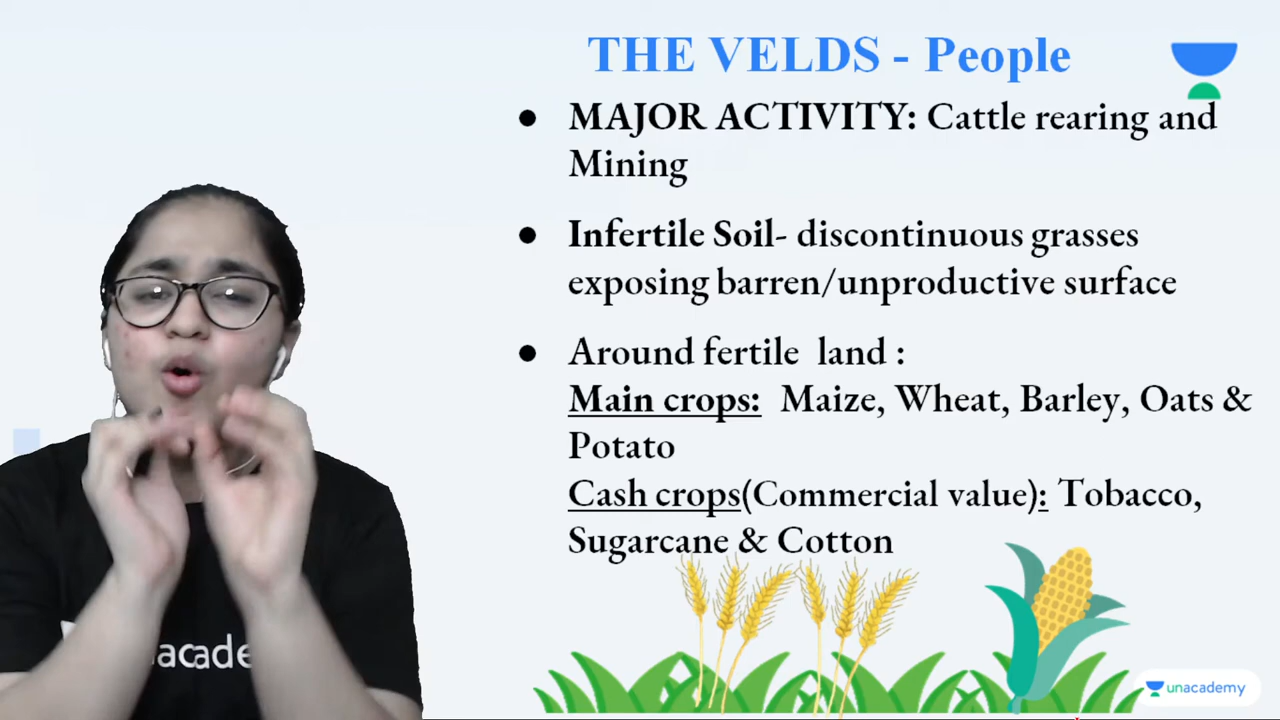 THE VELDS - People
● MAJOR ACTIVITY: Cattle rearing and
Mining
● Infertile Soil- discontinuous grasses
exposing barren/unproductive surface
● Around fertile land :
Main crops: Maize, Wheat, Barley, Oats &
Potato
Cash crops(Commercial value): Tobacco,
Sugarcane & Cotton
unacademy